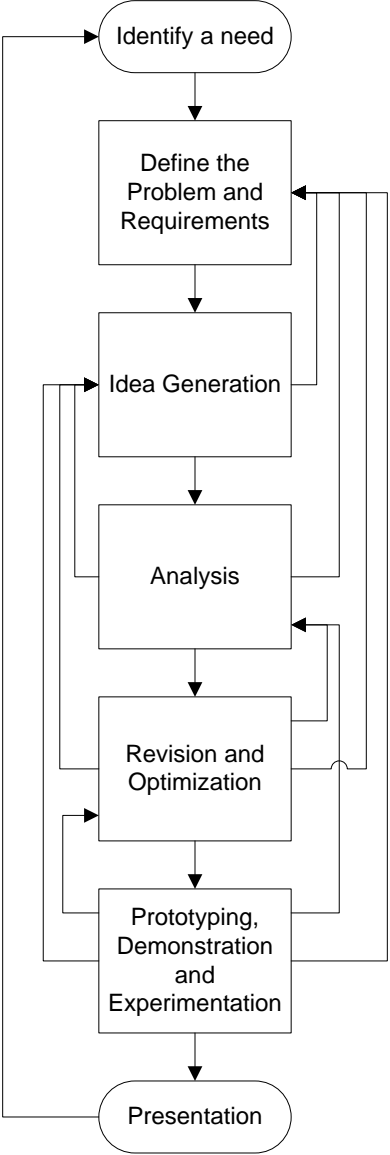 Identify a need
Define the
Problem and
Requirements
Idea Generation
Analysis
Revision and
Optimization
Prototyping,
Demonstration
and
Experimentation
Presentation